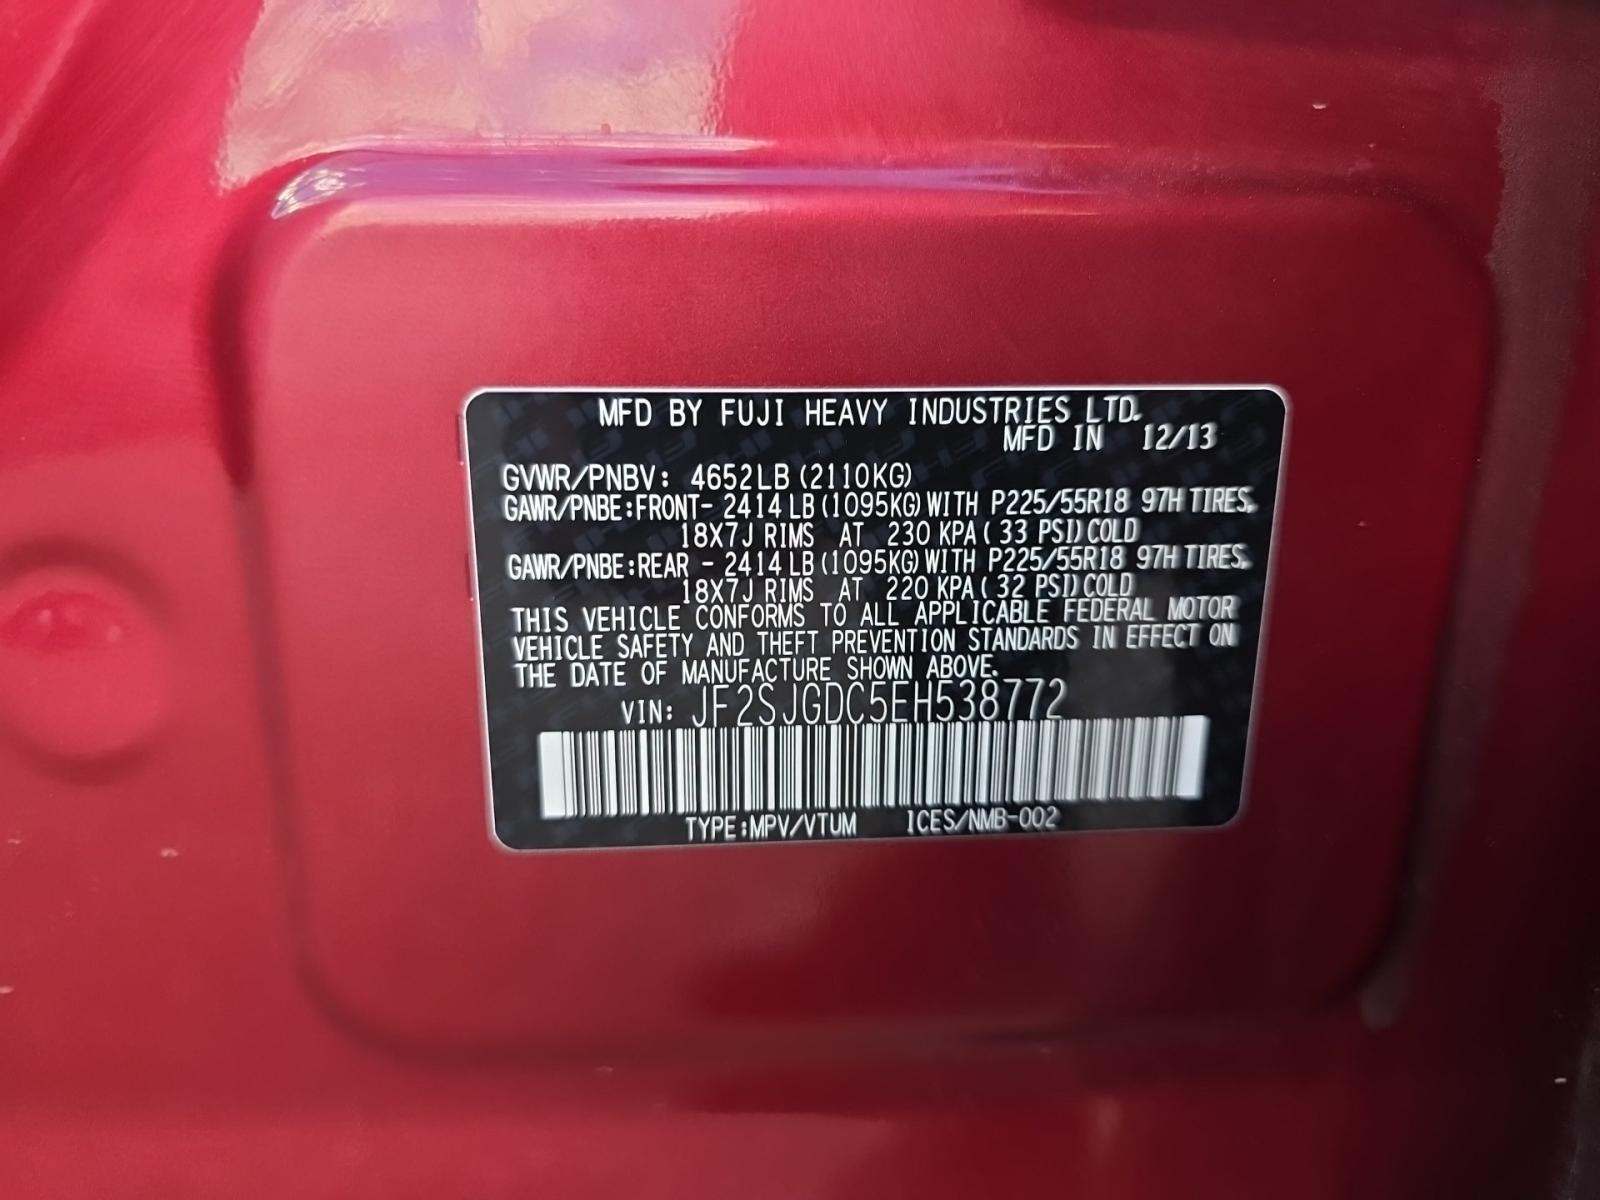 MFD BY FUJI HEAVY INDUSTRIES LTD.
MFD IN 12/13
GVWR/PNBV: 4652LB (2110KG)
GAWR/PNBE:FRONT- 2414 LB (1095KG) WITH P225/55R18 97H TIRES,
18X7J RIMS AT 230 KPA ( 33 PSI) COLD
GAWR/PNBE:REAR - 2414 LB (1095KG) WITH P225/55R18 97H TIRES,
18X7J RIMS AT 220 KPA ( 32 PSI) COLD
THIS VEHICLE CONFORMS TO ALL APPLICABLE FEDERAL MOTOR
VEHICLE SAFETY AND THEFT PREVENTION STANDARDS IN EFFECT ON
THE DATE OF MANUFACTURE SHOWN ABOVE.
VIN: JF2SJGDC5EH538772
TYPE:MPV/VTUM ICES/NMB-002